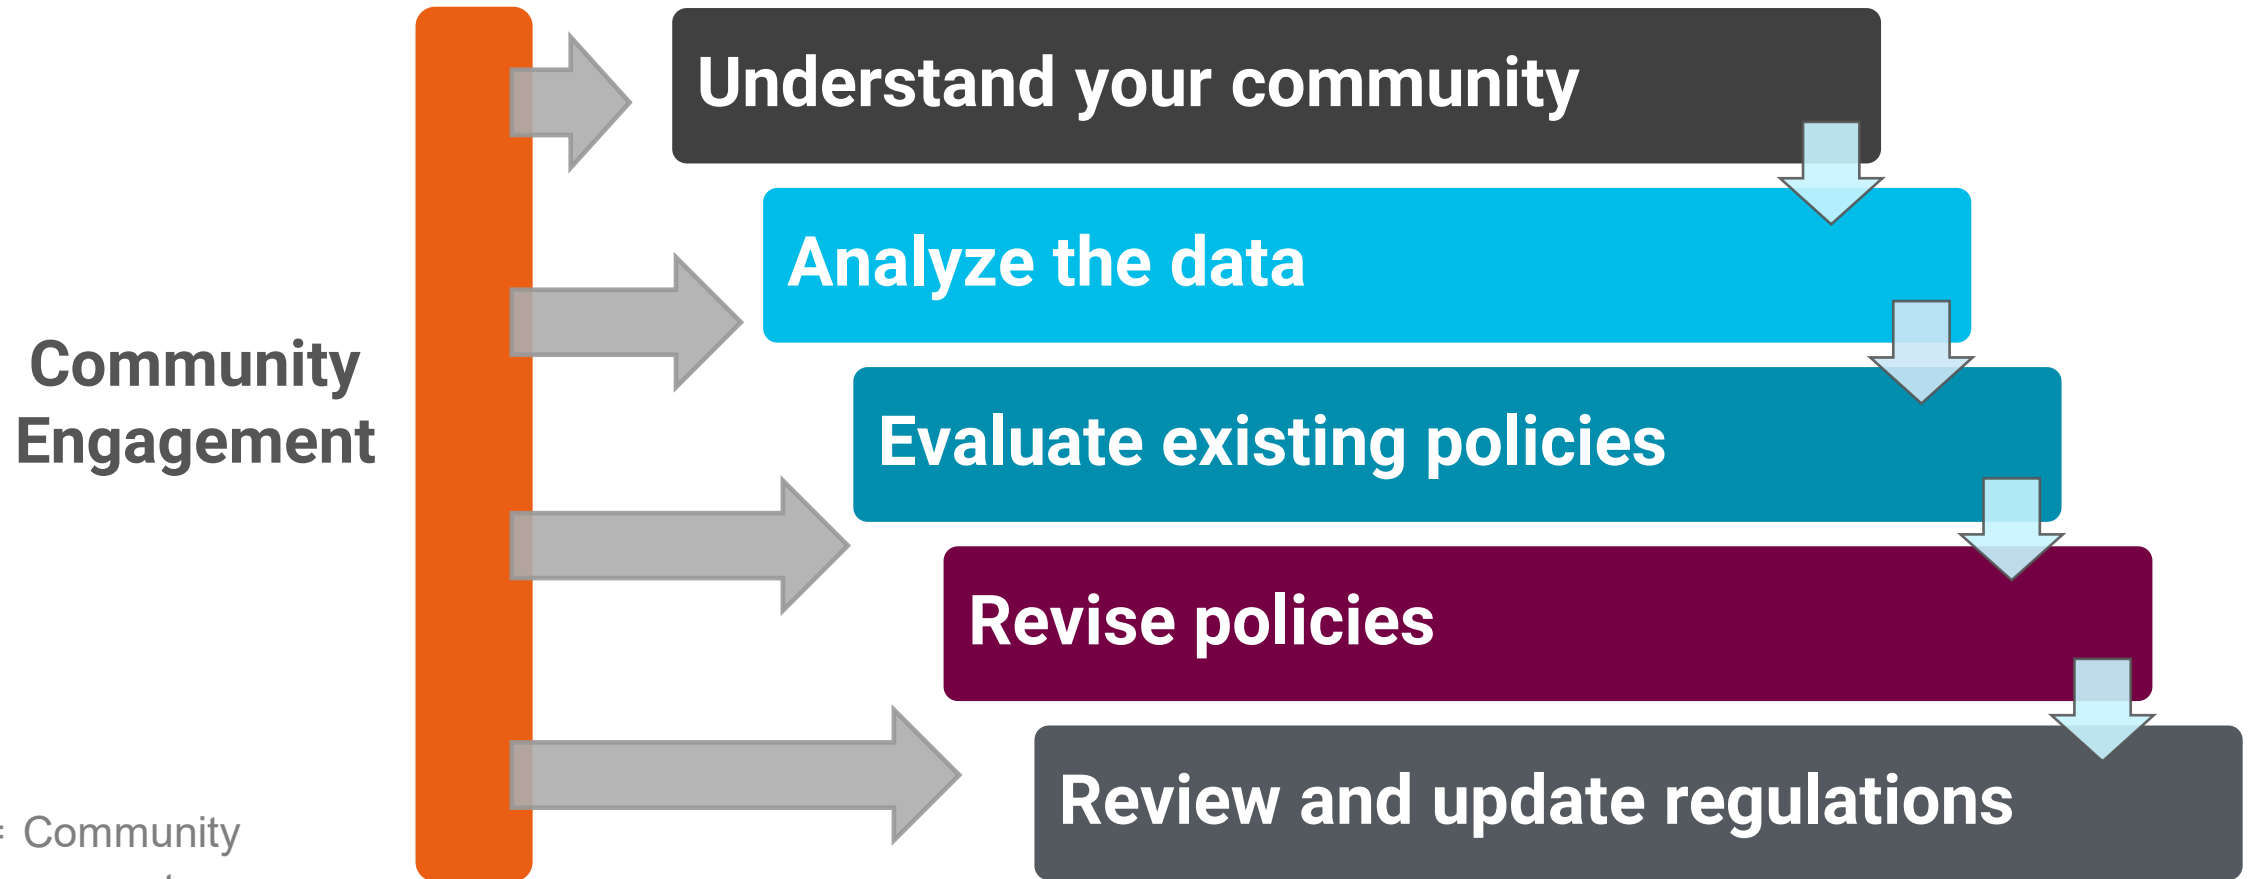 Understand your community
Analyze the data
Community
Engagement
Evaluate existing policies
Revise policies
Review and update regulations
= Community